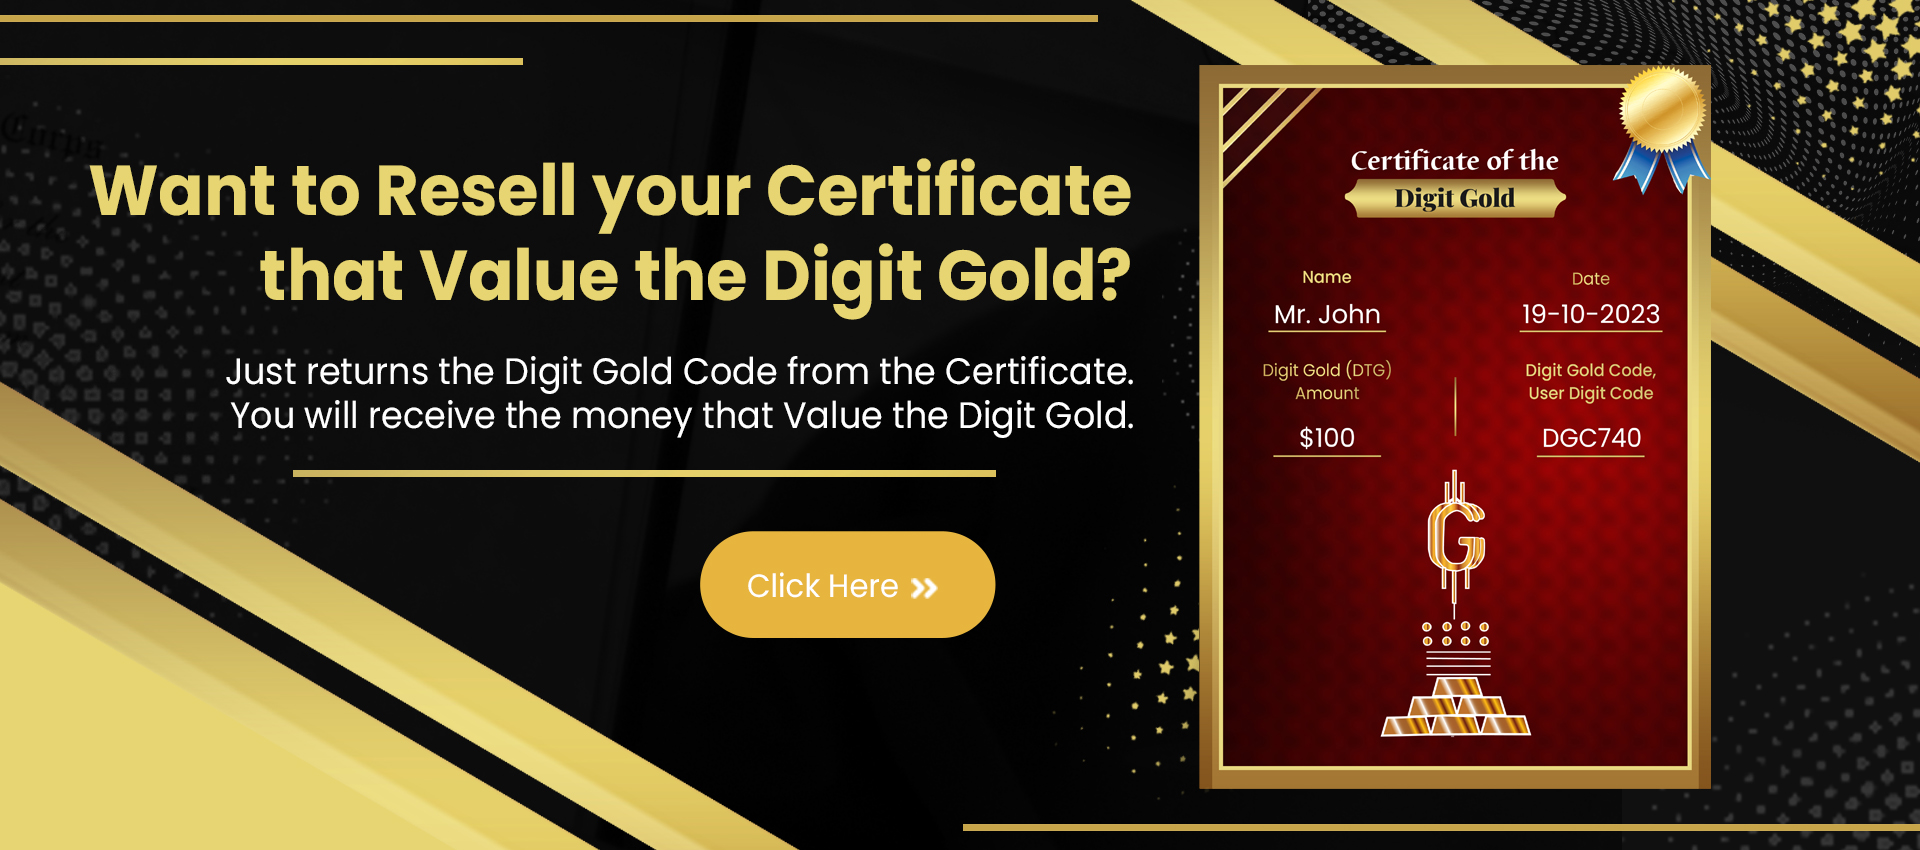 Corps
Want to Resell your Certificate
that Value the Digit Gold?
Just returns the Digit Gold Code from the Certificate.
You will receive the money that Value the Digit Gold.
Click Here
Certificate of the
Digit Gold
Name
Mr. John
Date
19-10-2023
Digit Gold (DTG)
Amount
$100
Digit Gold Code,
User Digit Code
DGC740
G